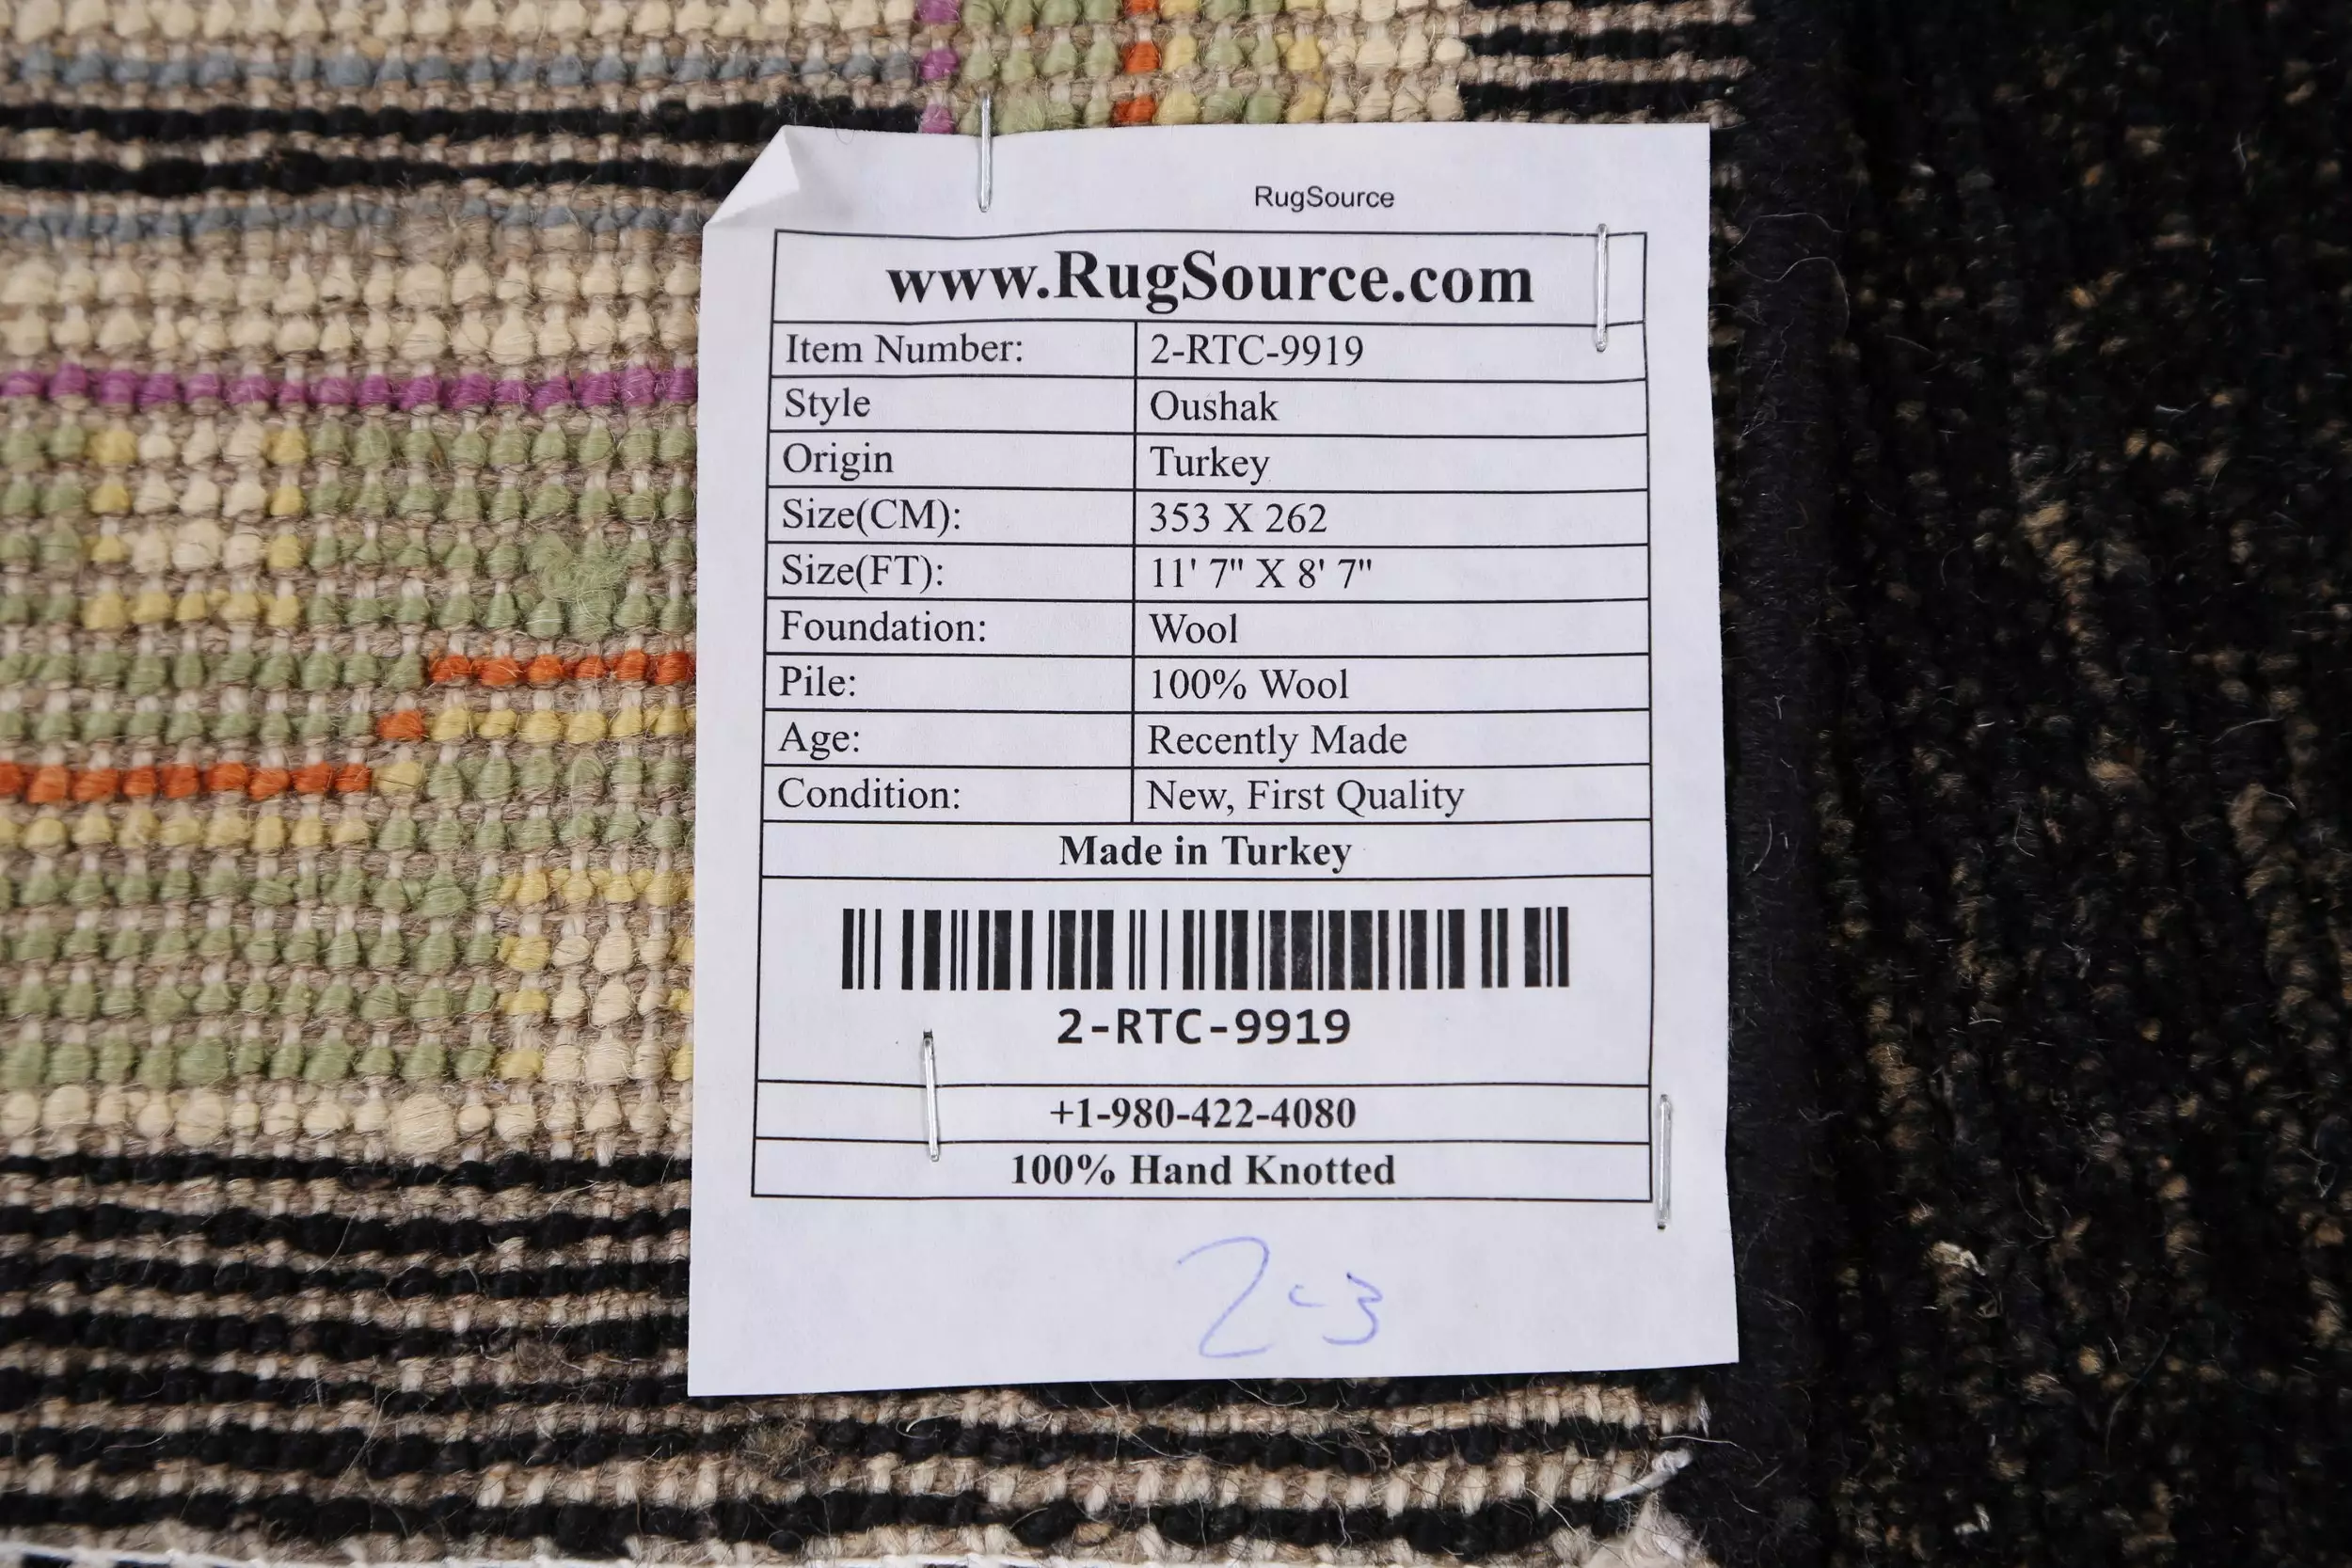 RugSource
www.RugSource.com
Item Number: 2-RTC-9919
Style Oushak
Origin Turkey
Size(CM): 353 X 262
Size(FT): 11' 7" X 8' 7"
Foundation: Wool
Pile: 100% Wool
Age: Recently Made
Condition: New, First Quality
Made in Turkey
2-RTC-9919
+1-980-422-4080
100% Hand Knotted